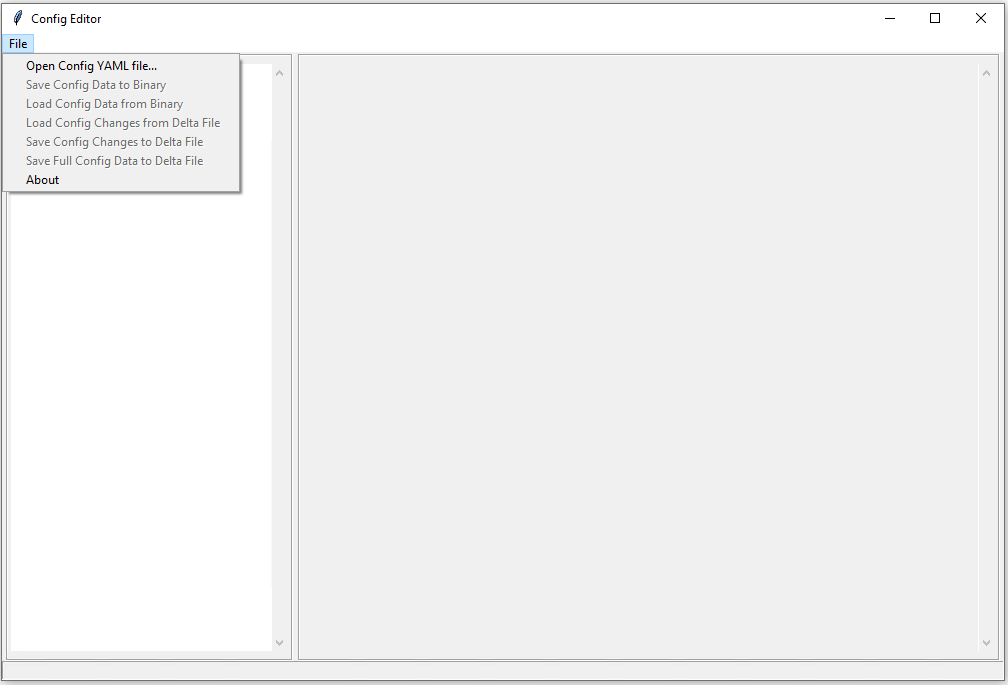 Config Editor
File
Open Config YAML file...
Save Config Data to Binary
Load Config Data from Binary
Load Config Changes from Delta File
Save Config Changes to Delta File
Save Full Config Data to Delta File
About